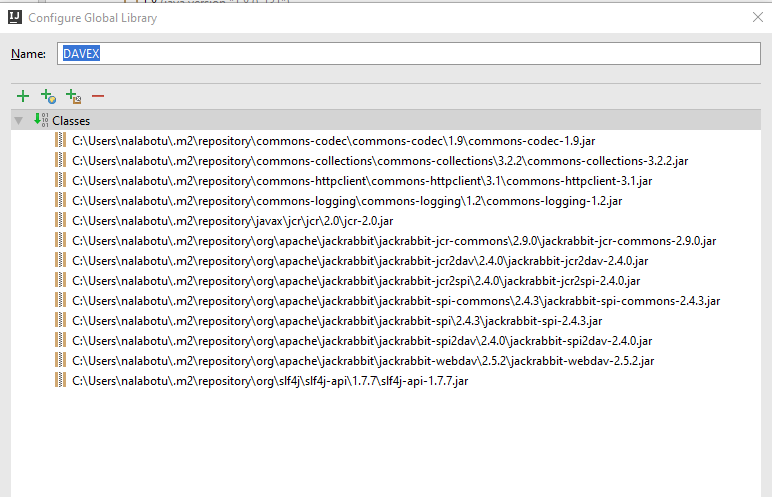 Configure Global Library
Name: DAVEX
Classes
C:\Users\nalabotu\.m2\repository\commons-codec\commons-codec\1.9\commons-codec-1.9.jar
C:\Users\nalabotu\.m2\repository\commons-collections\commons-collections\3.2.2\commons-collections-3.2.2.jar
C:\Users\nalabotu\.m2\repository\commons-httpclient\commons-httpclient\3.1\commons-httpclient-3.1.jar
C:\Users\nalabotu\.m2\repository\commons-logging\commons-logging\1.2\commons-logging-1.2.jar
C:\Users\nalabotu\.m2\repository\javax\jcr\jcr\2.0\jcr-2.0.jar
C:\Users\nalabotu\.m2\repository\org\apache\jackrabbit\jackrabbit-jcr-commons\2.9.0\jackrabbit-jcr-commons-2.9.0.jar
C:\Users\nalabotu\.m2\repository\org\apache\jackrabbit\jackrabbit-jcr2dav\2.4.0\jackrabbit-jcr2dav-2.4.0.jar
C:\Users\nalabotu\.m2\repository\org\apache\jackrabbit\jackrabbit-jcr2spi\2.4.0\jackrabbit-jcr2spi-2.4.0.jar
C:\Users\nalabotu\.m2\repository\org\apache\jackrabbit\jackrabbit-spi-commons\2.4.3\jackrabbit-spi-commons-2.4.3.jar
C:\Users\nalabotu\.m2\repository\org\apache\jackrabbit\jackrabbit-spi\2.4.3\jackrabbit-spi-2.4.3.jar
C:\Users\nalabotu\.m2\repository\org\apache\jackrabbit\jackrabbit-spi2dav\2.4.0\jackrabbit-spi2dav-2.4.0.jar
C:\Users\nalabotu\.m2\repository\org\apache\jackrabbit\jackrabbit-webdav\2.5.2\jackrabbit-webdav-2.5.2.jar
C:\Users\nalabotu\.m2\repository\org\slf4j\slf4j-api\1.7.7\slf4j-api-1.7.7.jar